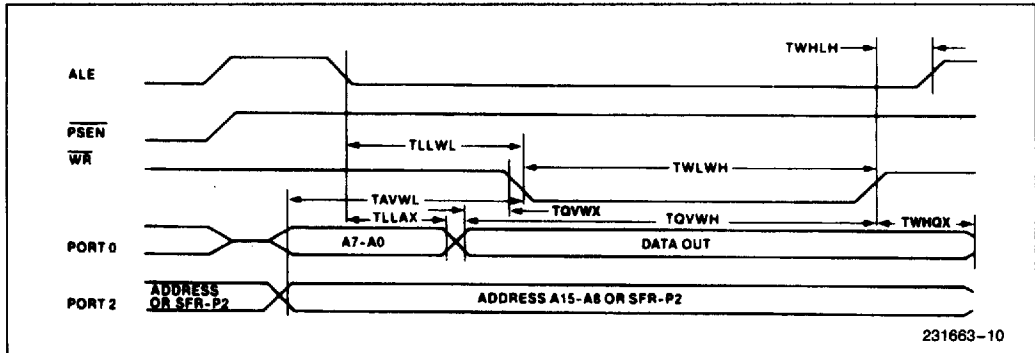 TWHLH
ALE
PSEN
TLLWL
TWLWH
WR
TAVWL
TQVWX
TLLAX
TQVWH
TWHQX
PORT 0
A7-A0
DATA OUT
PORT 2
ADDRESS
OR SFR-P2
ADDRESS A15-A8 OR SFR-P2
231663-10